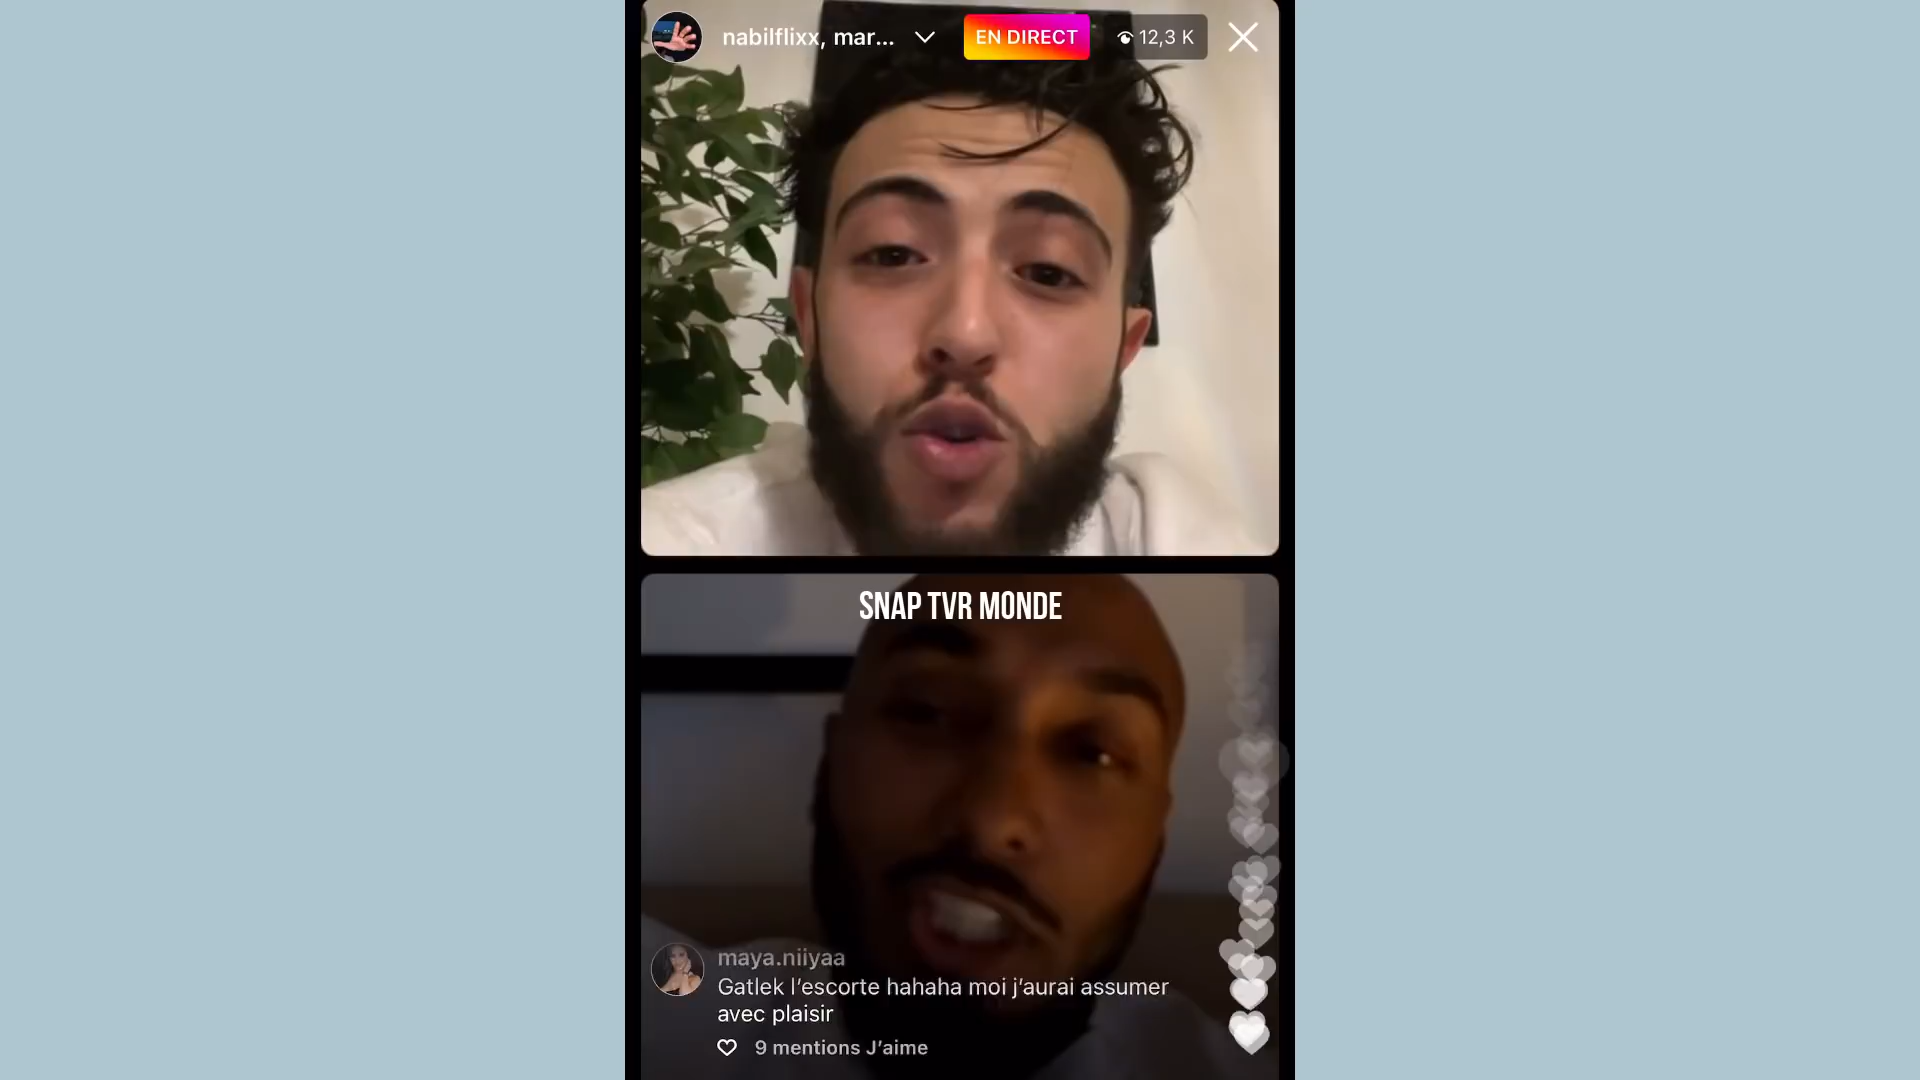 nabilflixx, mar...
EN DIRECT
12,3 K
SNAP TVR MONDE
maya.niiyaa
Gatlek l’escorte hahaha moi j’aurai assumer
avec plaisir
9 mentions J’aime